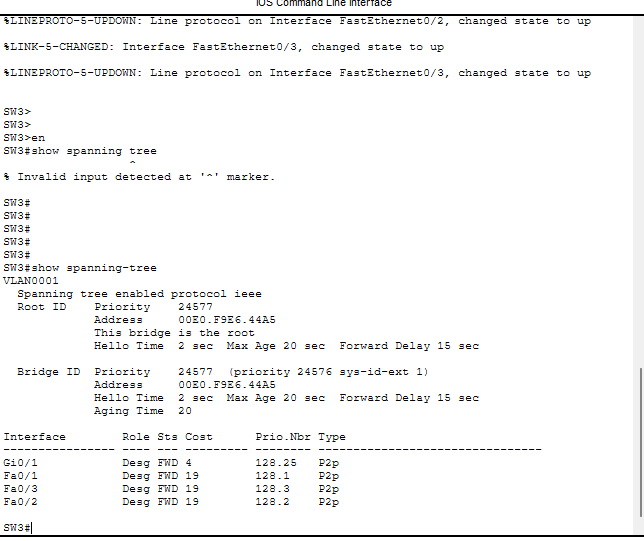 IOS Command Line Interface
%LINEPROTO-5-UPDOWN: Line protocol on Interface FastEthernet0/2, changed state to up
%LINK-5-CHANGED: Interface FastEthernet0/3, changed state to up
%LINEPROTO-5-UPDOWN: Line protocol on Interface FastEthernet0/3, changed state to up
SW3>
SW3>
SW3>en
SW3#show spanning tree
^
% Invalid input detected at '^' marker.
SW3#
SW3#
SW3#
SW3#
SW3#
SW3#show spanning-tree
VLAN0001
Spanning tree enabled protocol ieee
Root ID Priority 24577
Address 00E0.F9E6.44A5
This bridge is the root
Hello Time 2 sec Max Age 20 sec Forward Delay 15 sec
Bridge ID Priority 24577 (priority 24576 sys-id-ext 1)
Address 00E0.F9E6.44A5
Hello Time 2 sec Max Age 20 sec Forward Delay 15 sec
Aging Time 20
Interface Role Sts Cost Prio.Nbr Type
---------------- ---- --- --------- -------- --------------------------------
Gi0/1 Desg FWD 4 128.25 P2p
Fa0/1 Desg FWD 19 128.1 P2p
Fa0/3 Desg FWD 19 128.3 P2p
Fa0/2 Desg FWD 19 128.2 P2p
SW3#